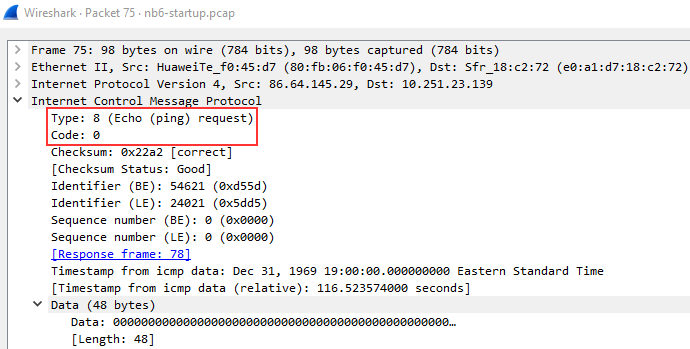 Wireshark · Packet 75 · nb6-startup.pcap
Frame 75: 98 bytes on wire (784 bits), 98 bytes captured (784 bits)
Ethernet II, Src: HuaweiTe_f0:45:d7 (80:fb:06:f0:45:d7), Dst: Sfr_18:c2:72 (e0:a1:d7:18:c2:72)
Internet Protocol Version 4, Src: 86.64.145.29, Dst: 10.251.23.139
Internet Control Message Protocol
Type: 8 (Echo (ping) request)
Code: 0
Checksum: 0x22a2 [correct]
[Checksum Status: Good]
Identifier (BE): 54621 (0xd55d)
Identifier (LE): 24021 (0x5dd5)
Sequence number (BE): 0 (0x0000)
Sequence number (LE): 0 (0x0000)
[Response frame: 78]
Timestamp from icmp data: Dec 31, 1969 19:00:00.000000000 Eastern Standard Time
[Timestamp from icmp data (relative): 116.523574000 seconds]
Data (48 bytes)
Data: 000000000000000000000000000000000000000000000000…
[Length: 48]